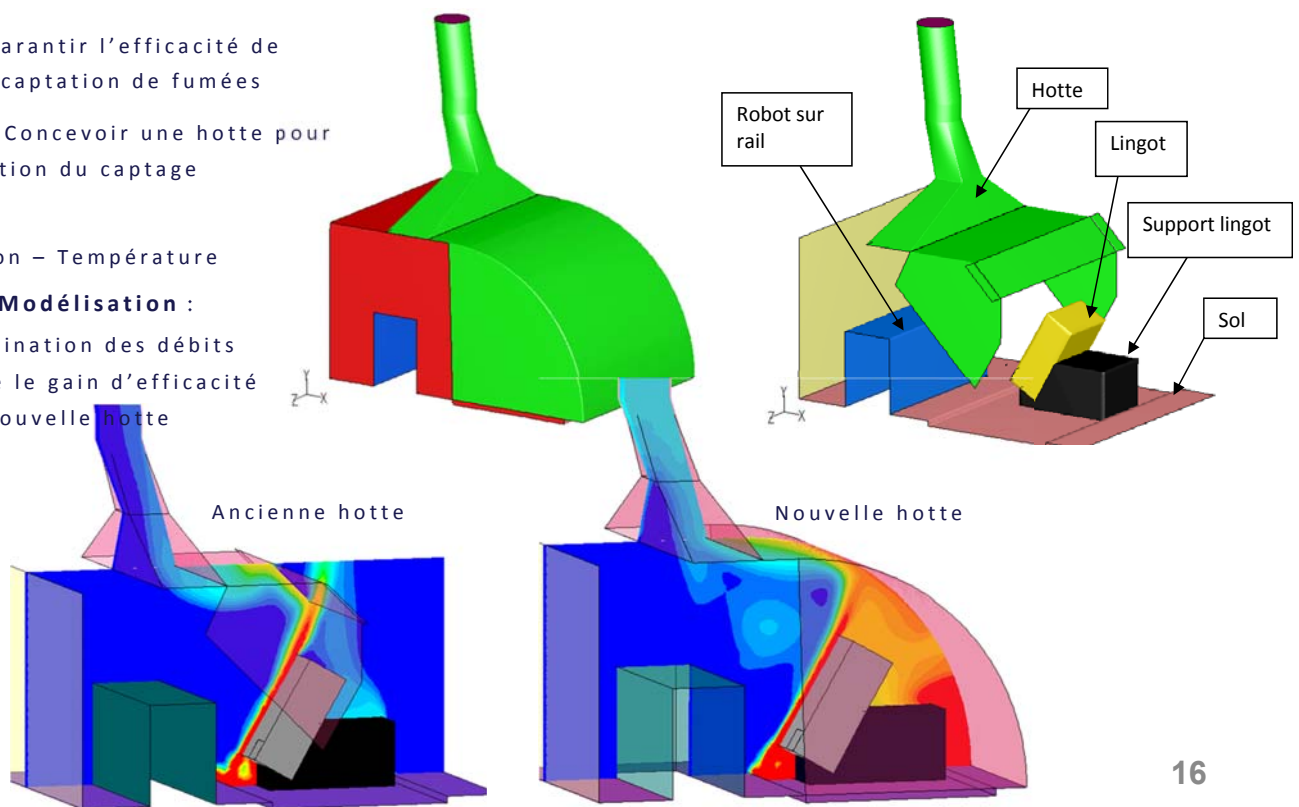 arantir l'efficacité de
captation de fumées
Concevoir une hotte pour
tion du captage
on – Température
Modélisation :
ination des débits
e le gain d'efficacité
ouvelle hotte
Robot sur
rail
Hotte
Lingot
Support lingot
Sol
Y
Z X
Y
Z X
Ancienne hotte
Nouvelle hotte
16